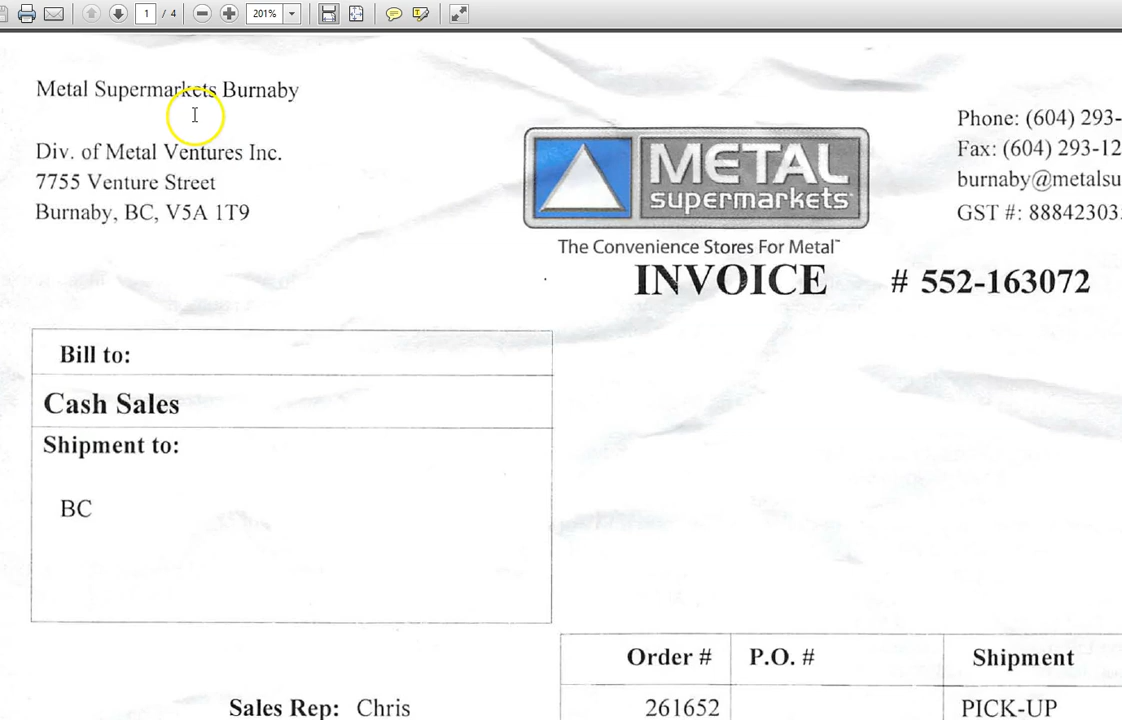 1 / 4
201%
Metal Supermarkets Burnaby
Div. of Metal Ventures Inc.
7755 Venture Street
Burnaby, BC, V5A 1T9
METAL
supermarkets
The Convenience Stores For Metal™
Phone: (604) 293-
Fax: (604) 293-12
burnaby@metalsu
GST #: 88842303
INVOICE # 552-163072
Bill to:
Cash Sales
Shipment to:
BC
Order # P.O. # Shipment
Sales Rep: Chris 261652 PICK-UP